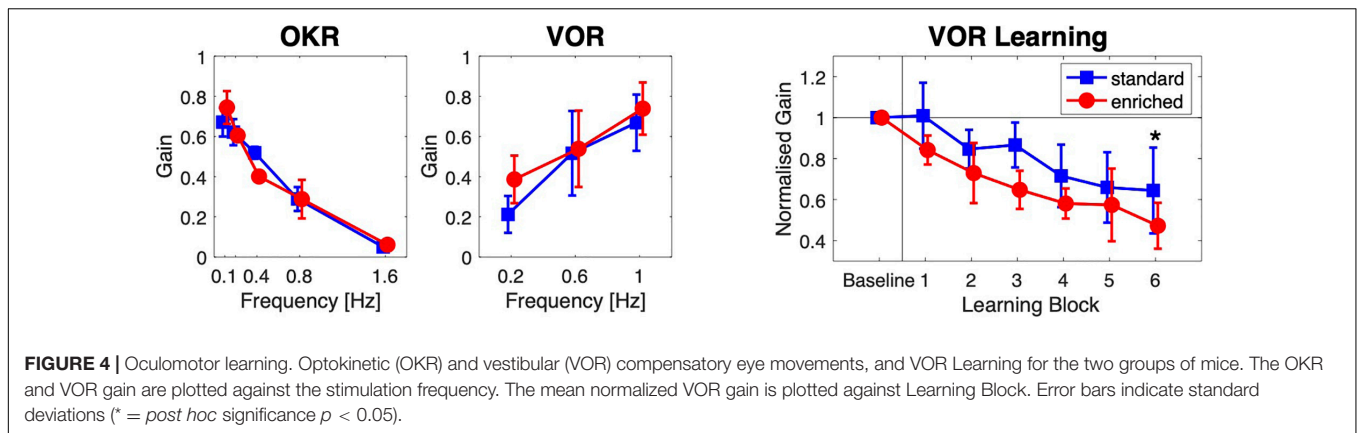 OKR
VOR
VOR Learning
Gain
1
0.8
0.6
0.4
0.2
0
0.1
0.4
0.8
1.6
Frequency [Hz]
Gain
1
0.8
0.6
0.4
0.2
0
0.2
0.6
1
Frequency [Hz]
Normalised Gain
1.2
1
0.8
0.6
0.4
standard
enriched
*
Baseline 1 2 3 4 5 6
Learning Block
FIGURE 4 | Oculomotor learning. Optokinetic (OKR) and vestibular (VOR) compensatory eye movements, and VOR Learning for the two groups of mice. The OKR
and VOR gain are plotted against the stimulation frequency. The mean normalized VOR gain is plotted against Learning Block. Error bars indicate standard
deviations (* = post hoc significance p < 0.05).